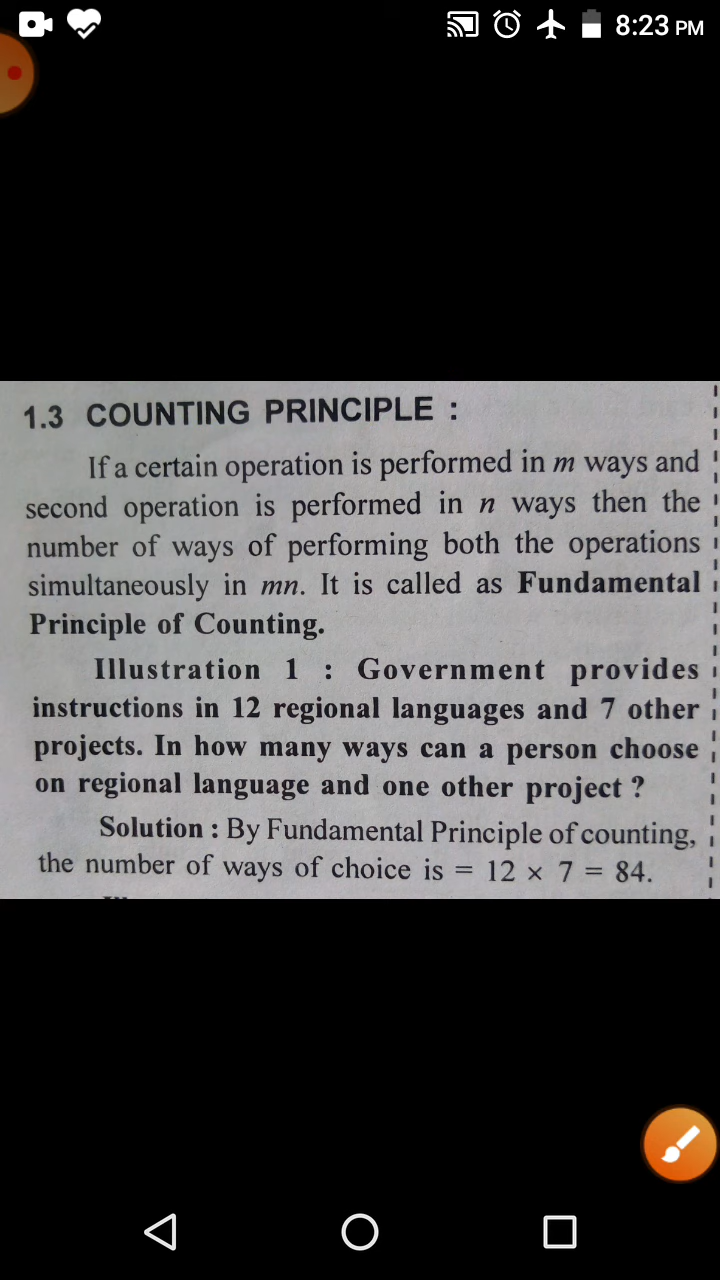 8:23 PM
1.3 COUNTING PRINCIPLE :
If a certain operation is performed in m ways and
second operation is performed in n ways then the
number of ways of performing both the operations
simultaneously in mn. It is called as Fundamental
Principle of Counting.
Illustration 1 : Government provides
instructions in 12 regional languages and 7 other
projects. In how many ways can a person choose
on regional language and one other project ?
Solution : By Fundamental Principle of counting,
the number of ways of choice is = 12 × 7 = 84.